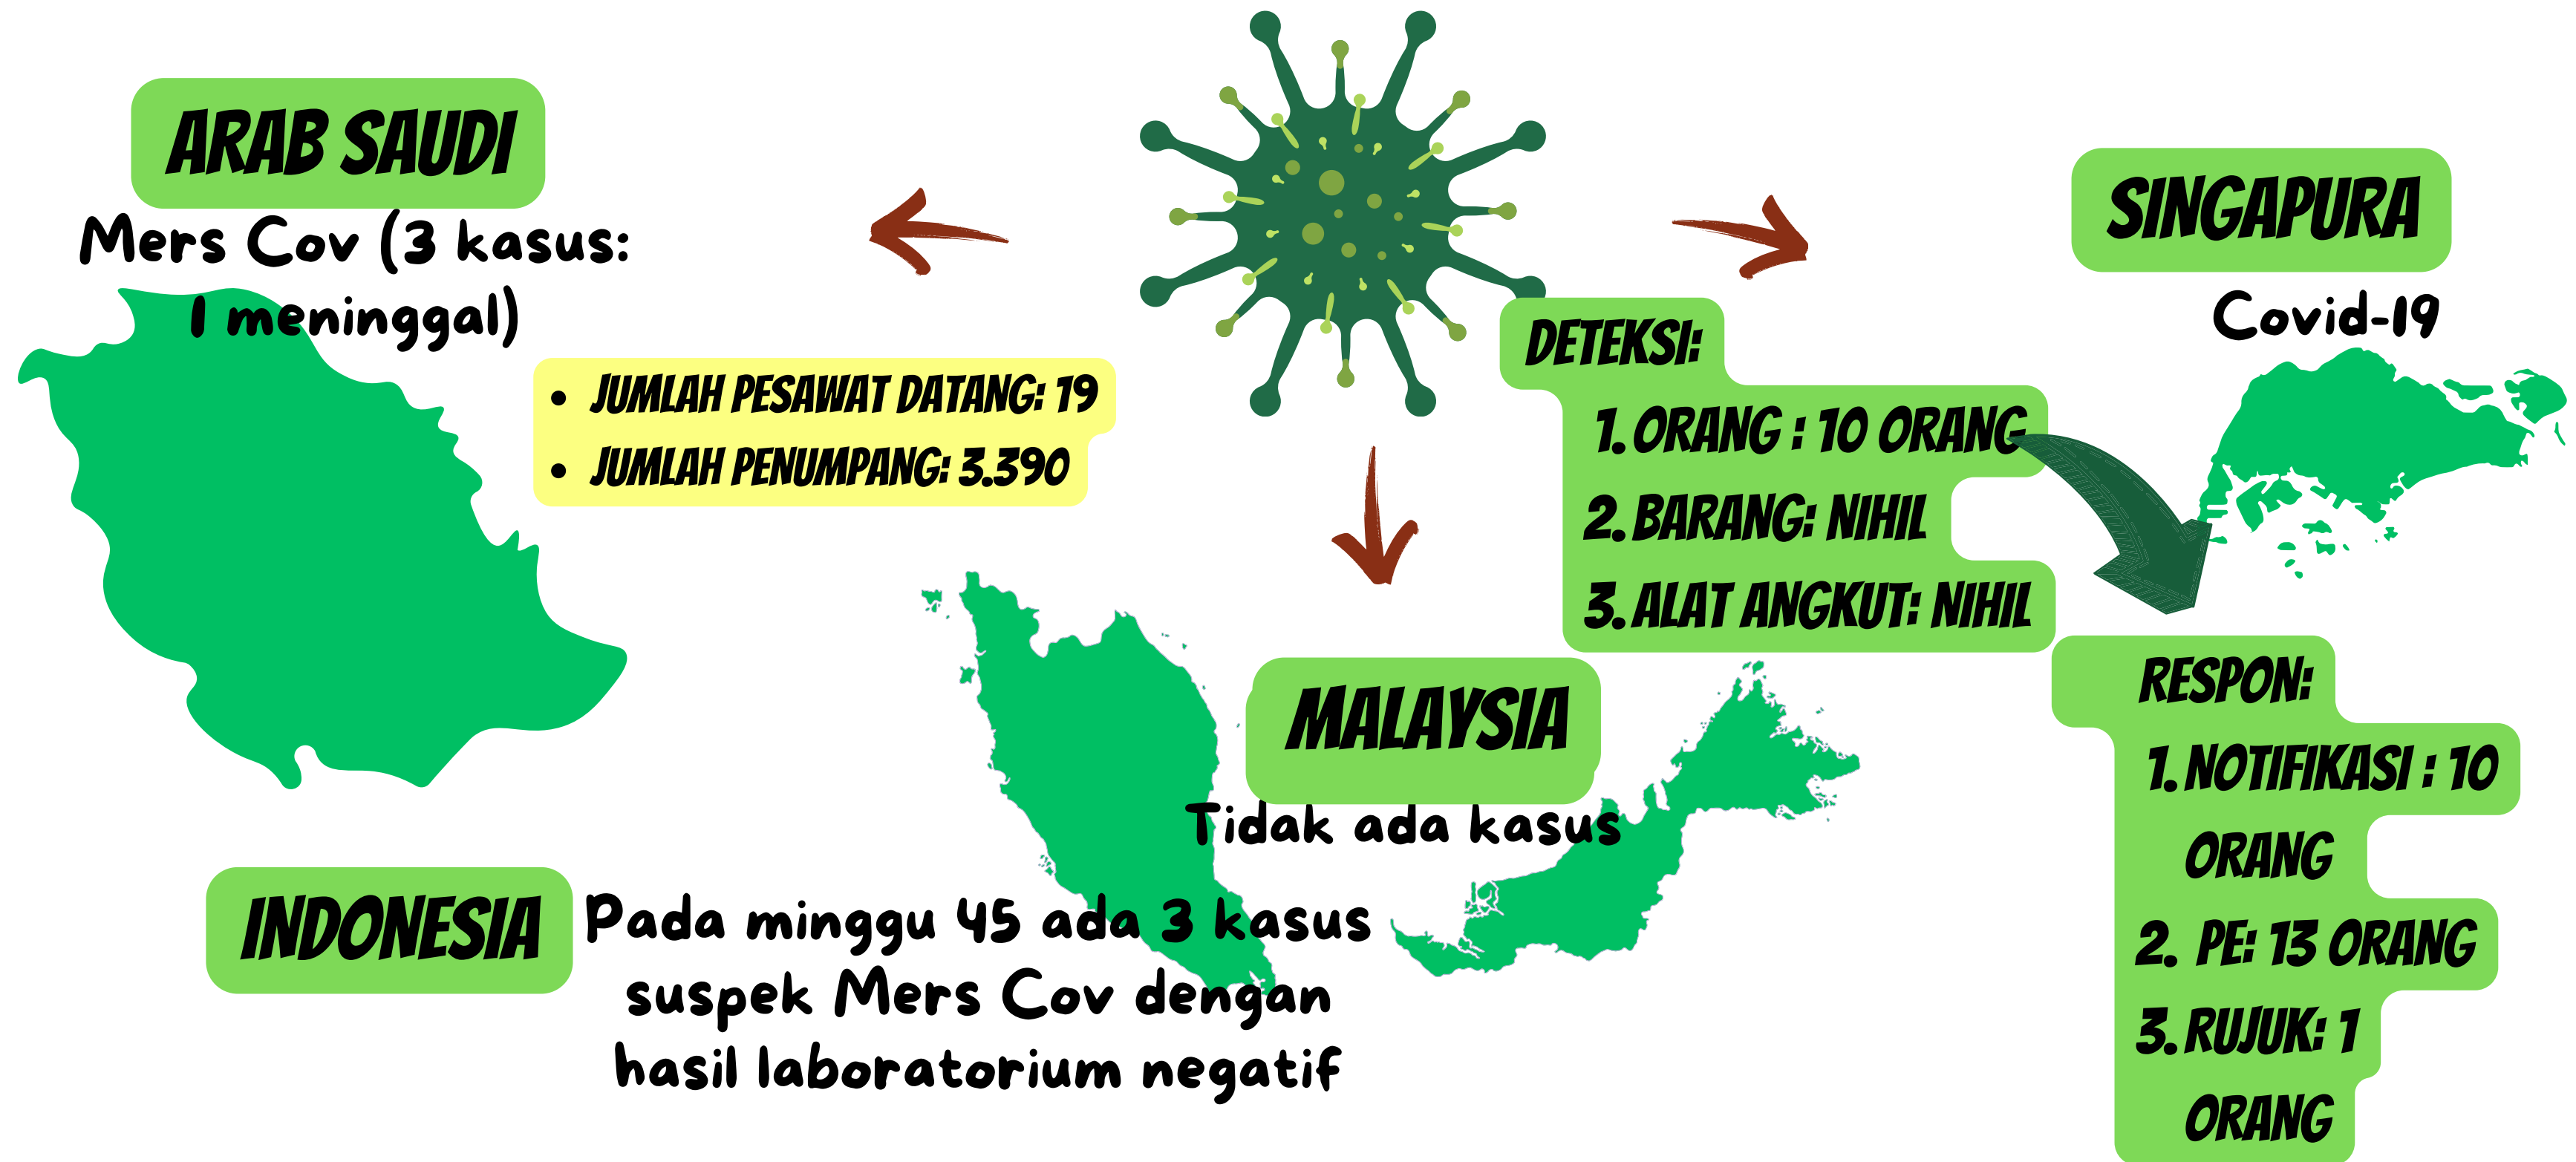 ARAB SAUDI
Mers Cov (3 kasus:
1 meninggal)
• JUMLAH PESAWAT DATANG: 19
• JUMLAH PENUMPANG: 3.390
SINGAPURA
Covid-19
DETEKSI:
1. ORANG : 10 ORANG
2. BARANG: NIHIL
3. ALAT ANGKUT: NIHIL
MALAYSIA
Tidak ada kasus
RESPON:
1. NOTIFIKASI : 10
ORANG
2. PE: 13 ORANG
3. RUJUK: 1
ORANG
INDONESIA
Pada minggu 45 ada 3 kasus
suspek Mers Cov dengan
hasil laboratorium negatif